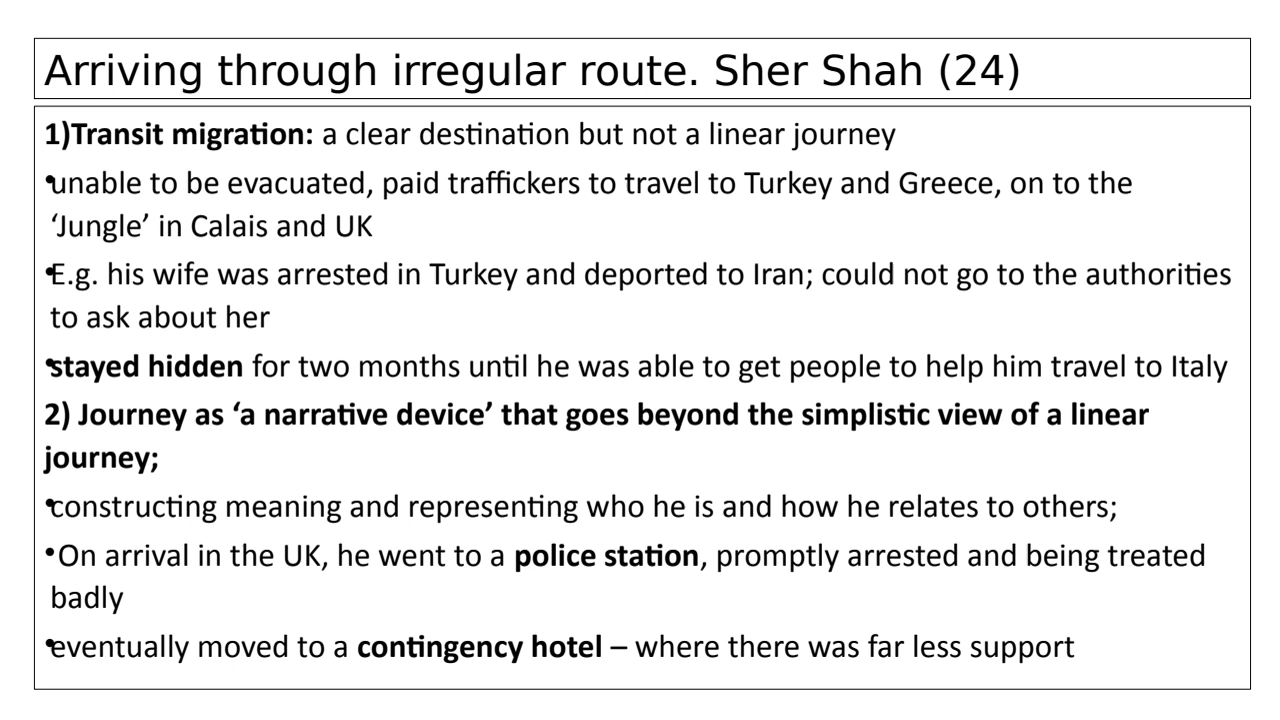 Arriving through irregular route. Sher Shah (24)
1)Transit migration: a clear destination but not a linear journey
•unable to be evacuated, paid traffickers to travel to Turkey and Greece, on to the
‘Jungle’ in Calais and UK
•E.g. his wife was arrested in Turkey and deported to Iran; could not go to the authorities
to ask about her
•stayed hidden for two months until he was able to get people to help him travel to Italy
2) Journey as ‘a narrative device’ that goes beyond the simplistic view of a linear
journey;
•constructing meaning and representing who he is and how he relates to others;
•On arrival in the UK, he went to a police station, promptly arrested and being treated
badly
•eventually moved to a contingency hotel – where there was far less support